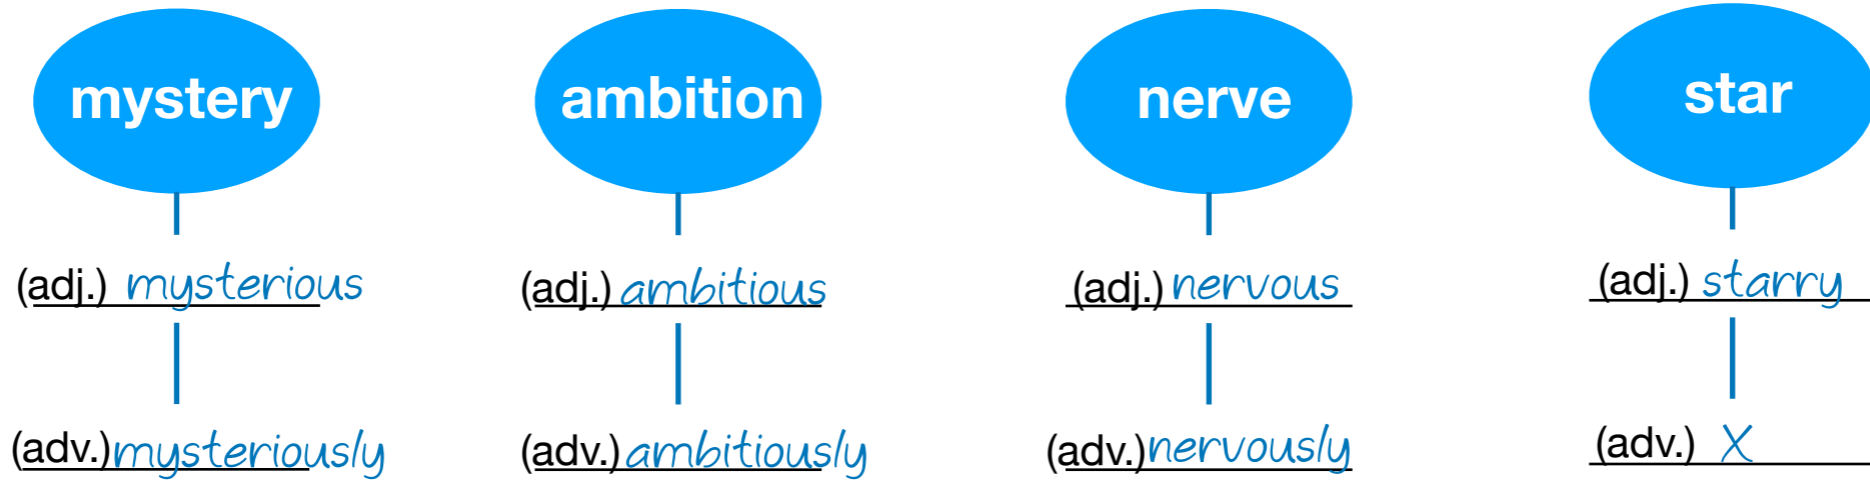 mystery ambition nerve star
(adj.) mysterious (adj.) ambitious (adj.) nervous (adj.) starry
(adv.) mysteriously (adv.) ambitiously (adv.) nervously (adv.) X